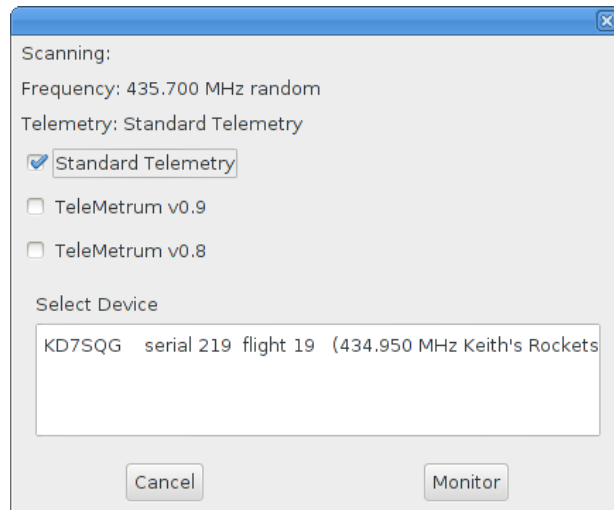 Scanning:
Frequency: 435.700 MHz random
Telemetry: Standard Telemetry
Standard Telemetry
TeleMetrum v0.9
TeleMetrum v0.8
Select Device
KD7SQG serial 219 flight 19 (434.950 MHz Keith's Rockets
Cancel Monitor